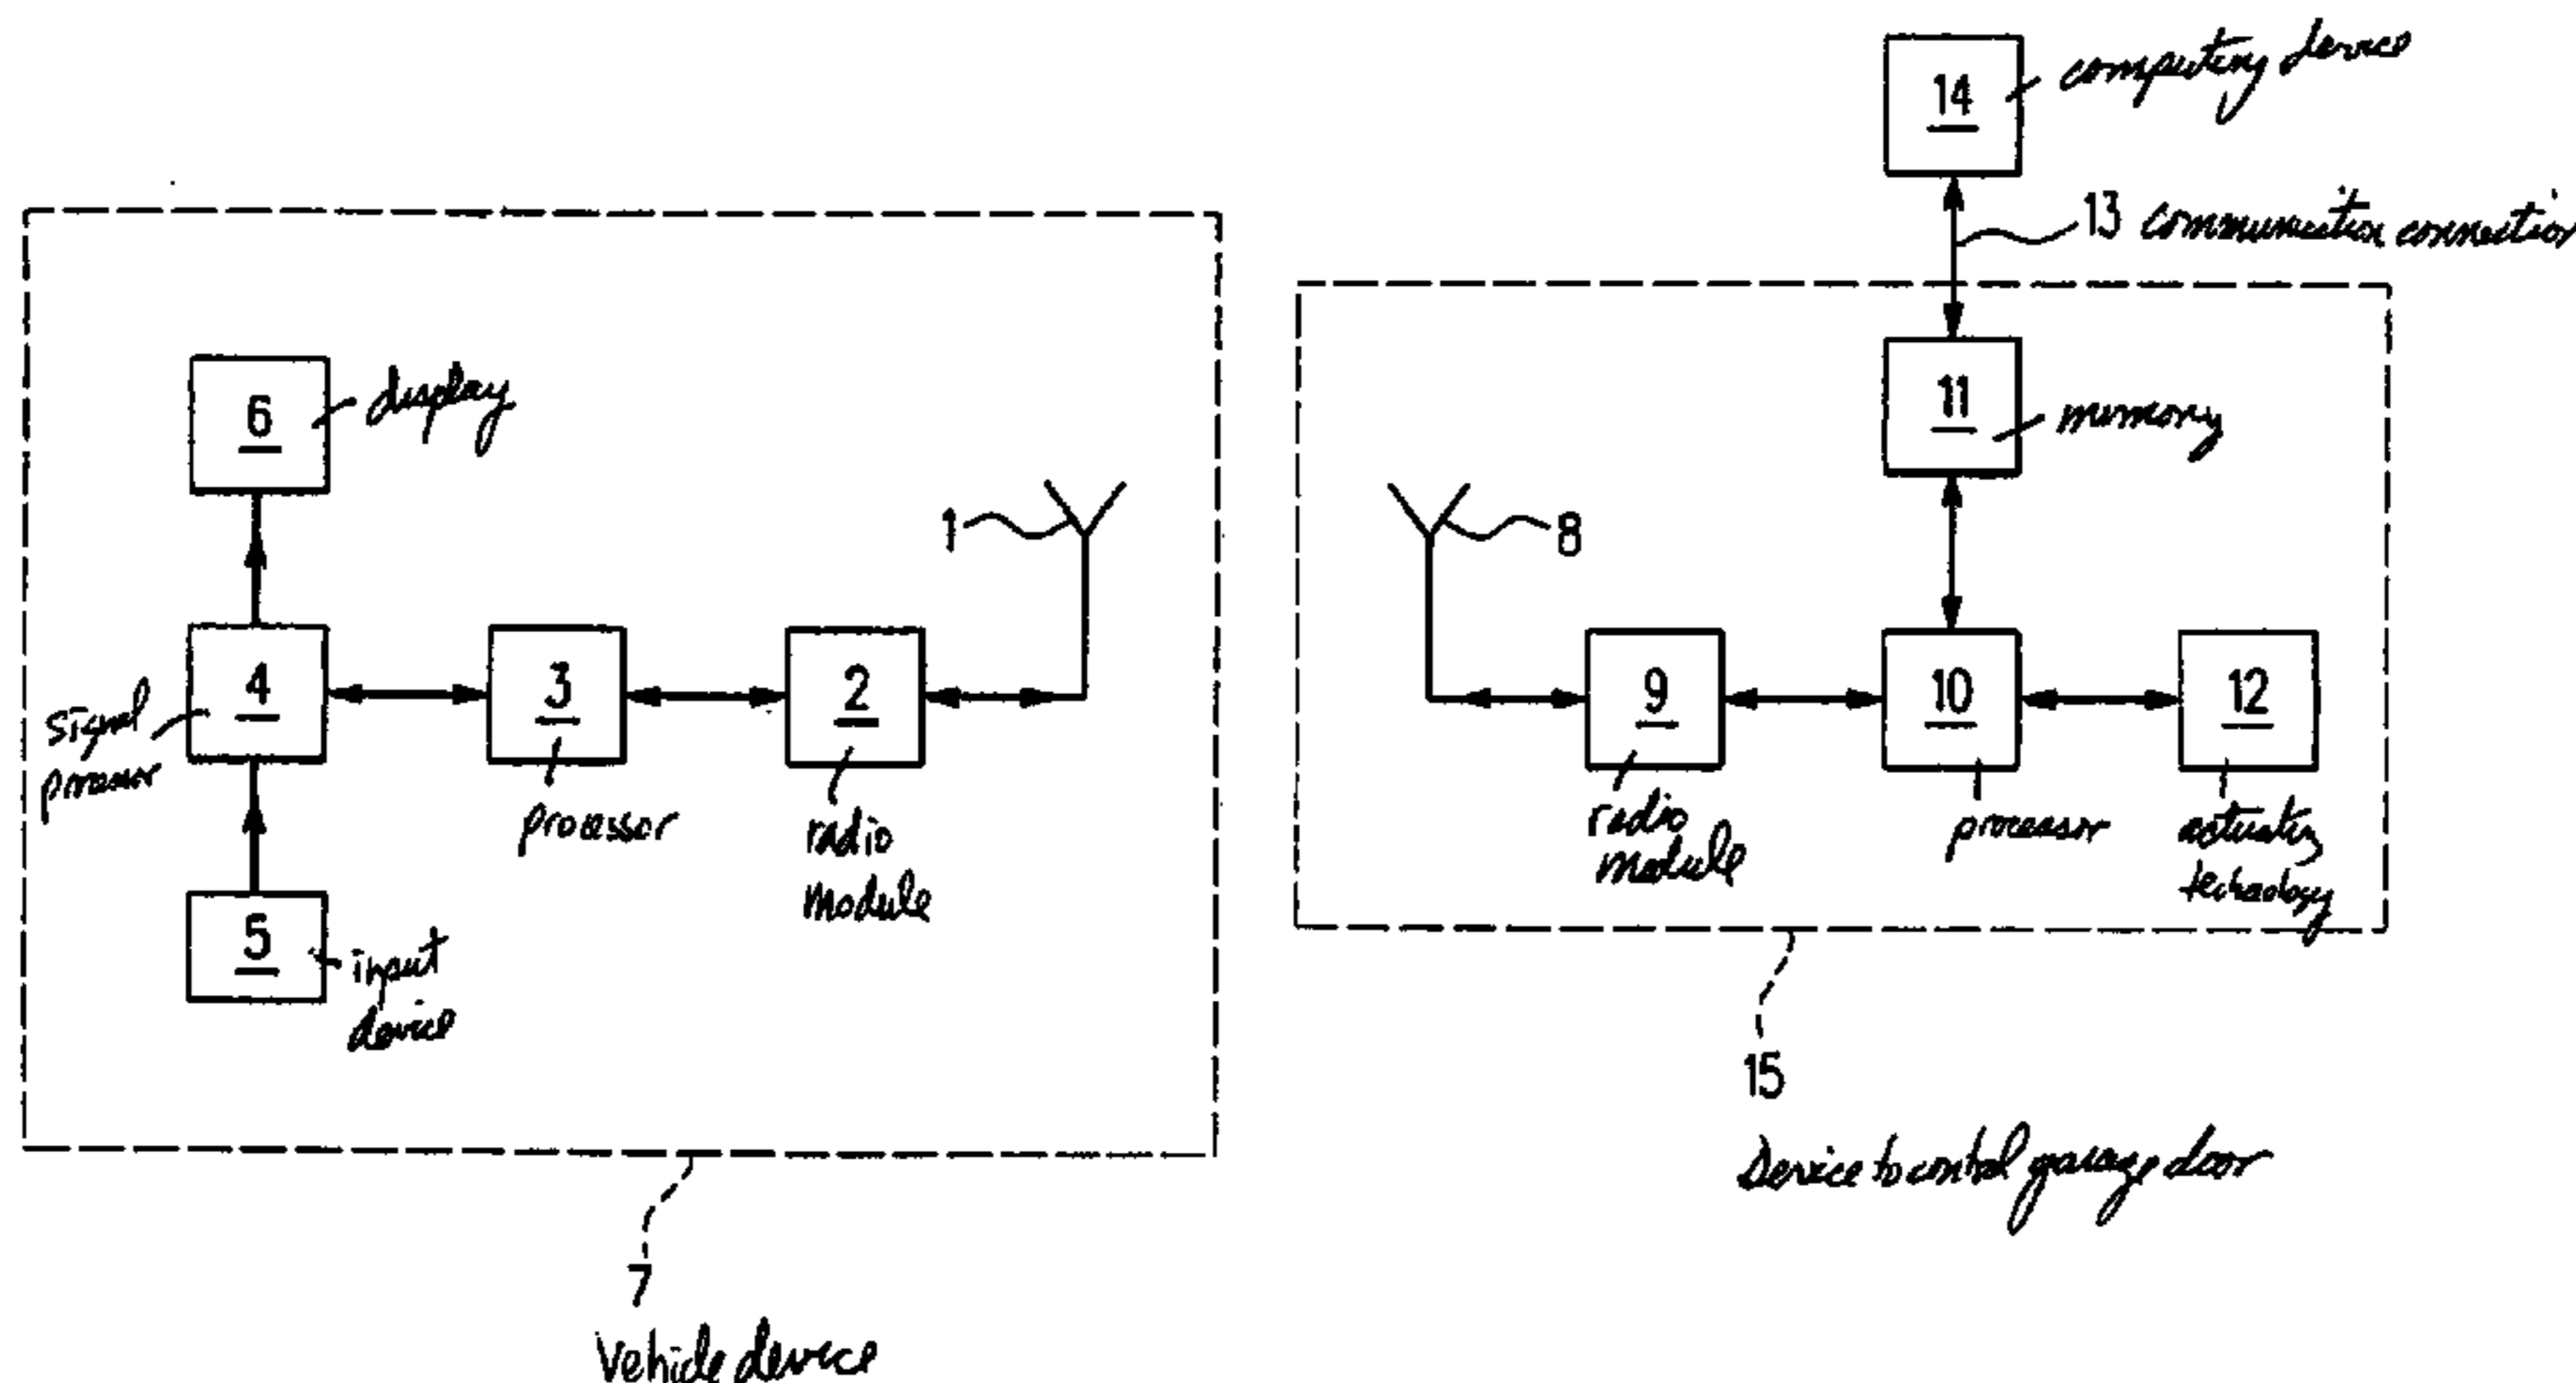 14
computing device
13 communication connection
6
display
11
memory
1
8
4
signal
processor
3
processor
2
radio
module
9
radio
module
10
processor
12
actuating
technology
5
input
device
15
Device to control garage door
7
Vehicle device